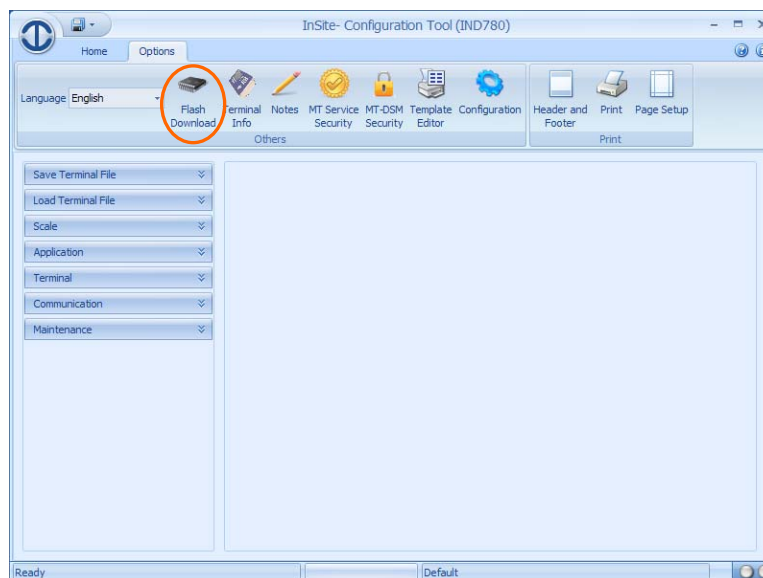 InSite- Configuration Tool (IND780)
Home Options
Language English
Flash Download
Terminal Info
Notes
MT Service Security
MT-DSM Security
Template Editor
Configuration
Header and Footer
Print
Page Setup
Others
Print
Save Terminal File
Load Terminal File
Scale
Application
Terminal
Communication
Maintenance
Ready
Default